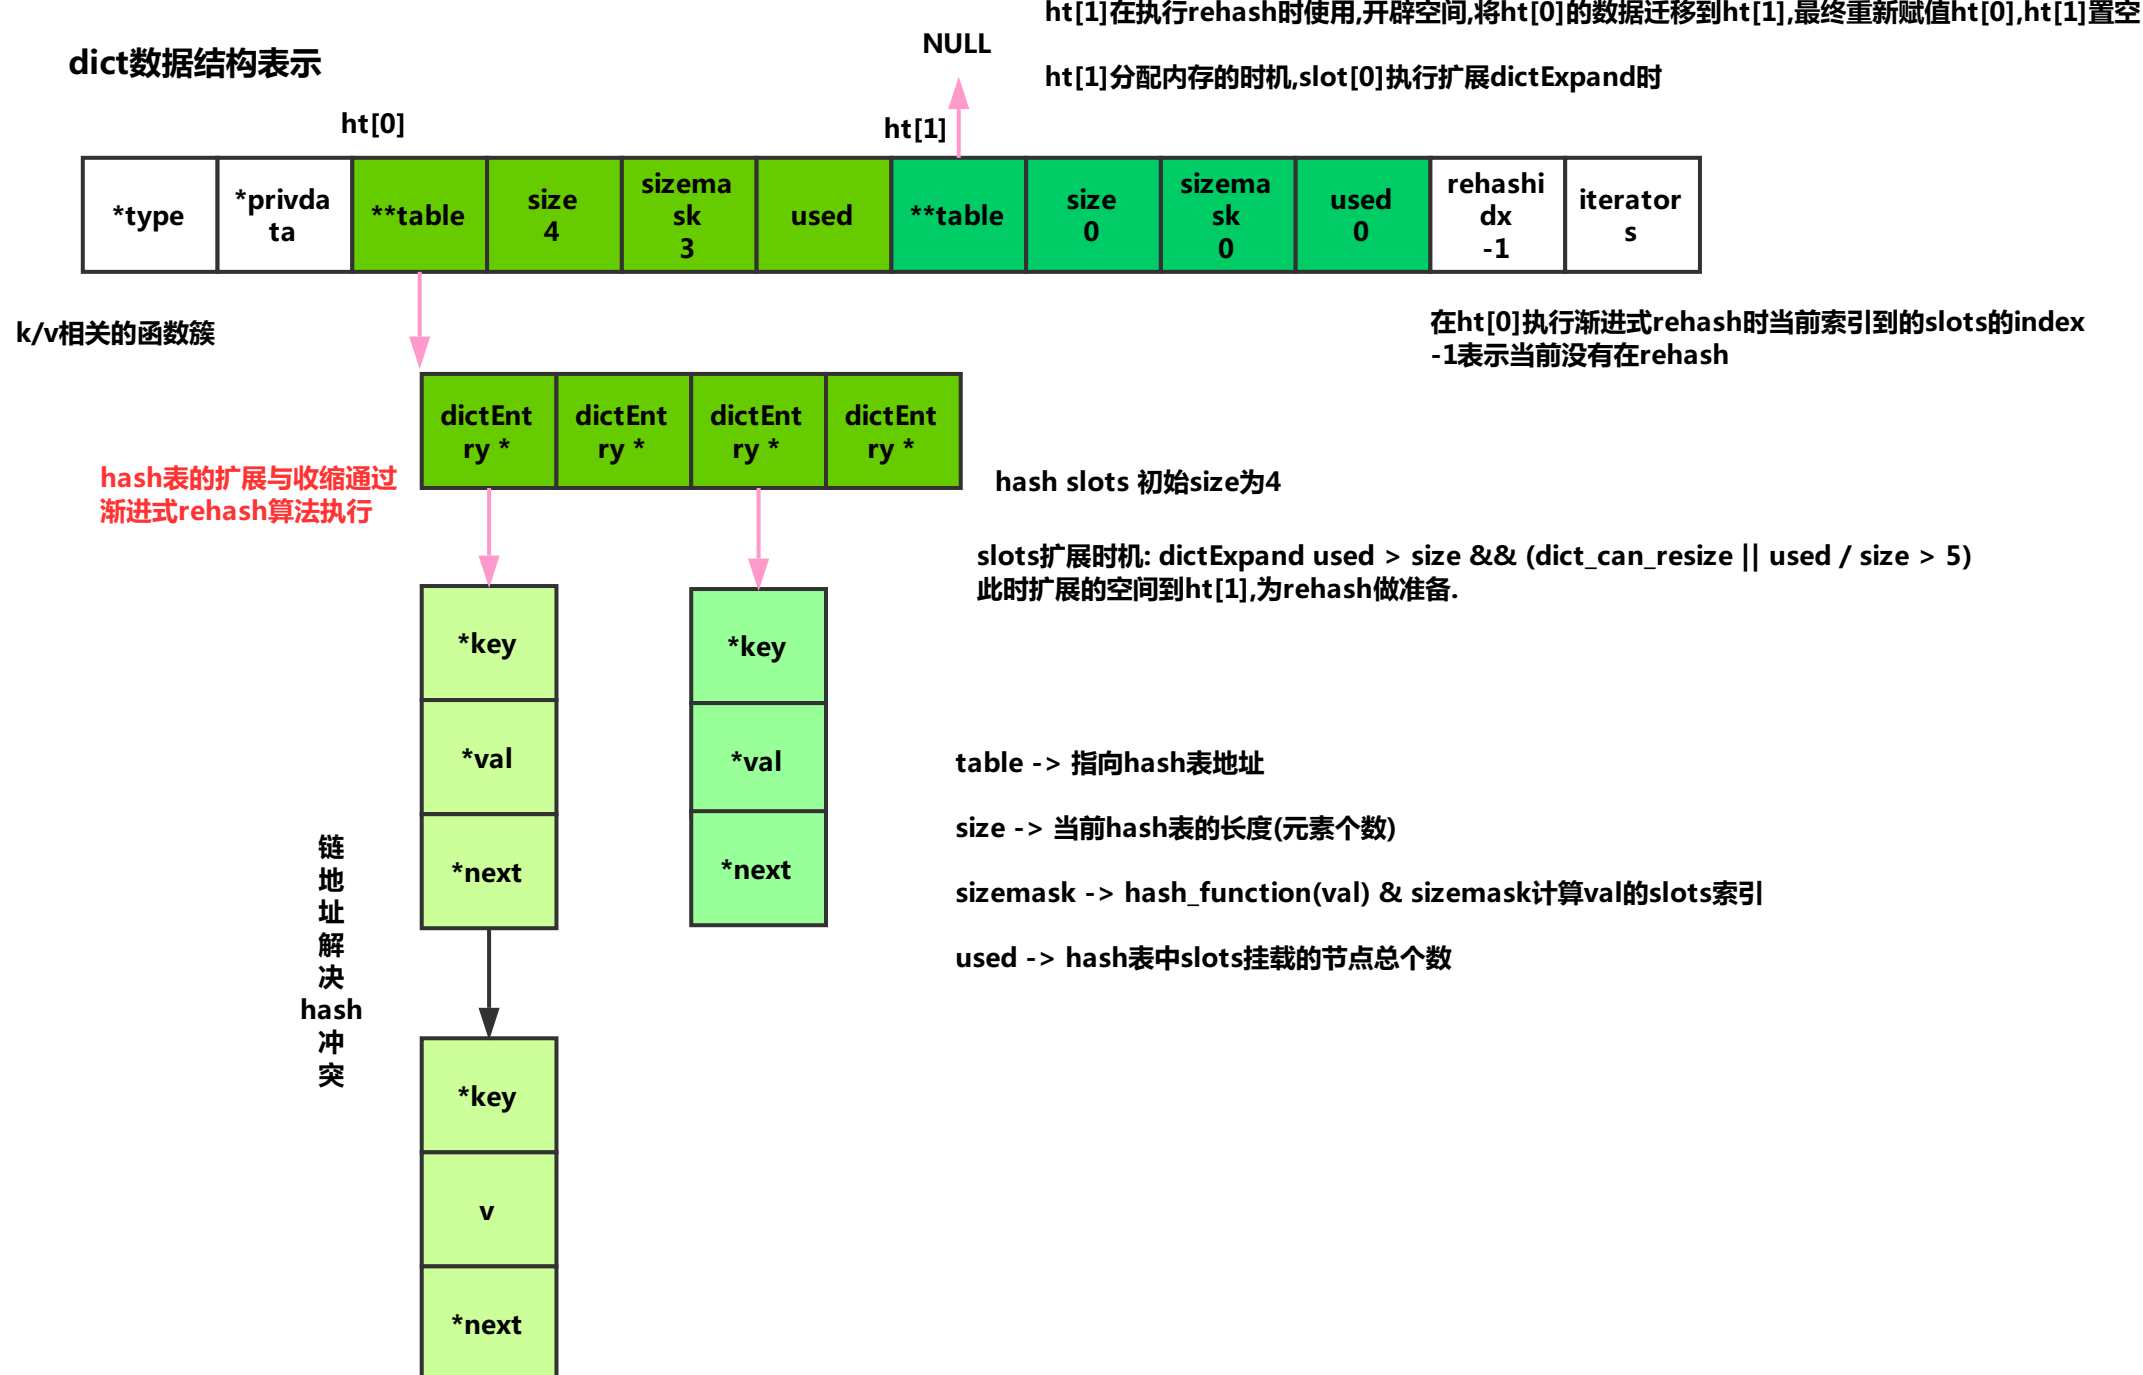 ht[1]在执行rehash时使用,开辟空间,将ht[0]的数据迁移到ht[1],最终重新赋值ht[0],ht[1]置空
NULL
dict数据结构表示
ht[1]分配内存的时机,slot[0]执行扩展dictExpand时
ht[0]
ht[1]
*type
*privda
ta
**table
size
4
sizema
sk
3
used
**table
size
0
sizema
sk
0
used
0
rehashi
dx
-1
iterator
s
k/v相关的函数簇
在ht[0]执行渐进式rehash时当前索引到的slots的index
-1表示当前没有在rehash
dictEnt
ry *
dictEnt
ry *
dictEnt
ry *
dictEnt
ry *
hash表的扩展与收缩通过
渐进式rehash算法执行
hash slots 初始size为4
slots扩展时机: dictExpand used > size && (dict_can_resize || used / size > 5)
此时扩展的空间到ht[1],为rehash做准备.
*key
*val
*next
*key
*val
*next
table -> 指向hash表地址
size -> 当前hash表的长度(元素个数)
sizemask -> hash_function(val) & sizemask计算val的slots索引
used -> hash表中slots挂载的节点总个数
链
地
址
解
决
hash
冲
突
*key
v
*next